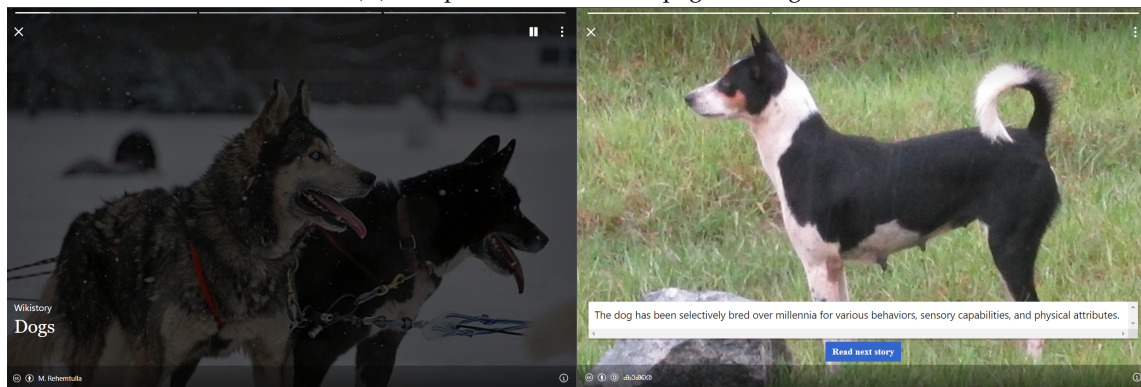 Wikistory
Dogs
M. Rehemtulla
The dog has been selectively bred over millennia for various behaviors, sensory capabilities, and physical attributes.
Read next story
കാക്കര